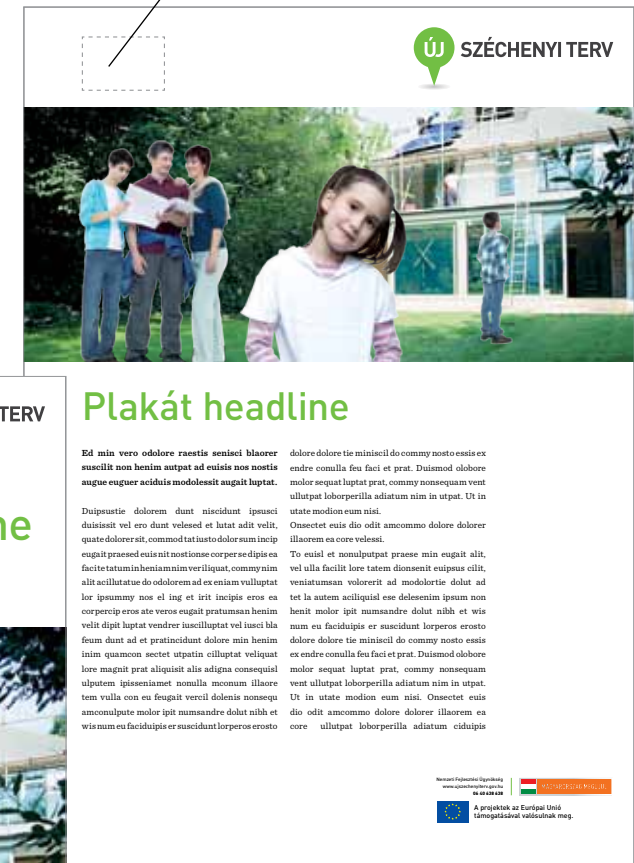 ÚJ SZÉCHENYI TERV
TERV
ne
Plakát headline
Ed min vero odolore raestis senisci blaorer
suscilit non henim autpat ad euisis nos nostis
augue euguer aciduis modolessit augait luptat.
Duipsustie dolorem dunt niscidunt ipsusci
duisissit vel ero dunt velesed et lutat adit velit,
quate dolorer sit, commod tat iusto dolor sum incip
eugait praesed euis nit nostionse corper se dipis ea
facite tatum in heniam nim ver iliquat, commy nim
alit acillutatue do odolorem ad ex eniam vulluptat
lor ipsummy nos el ing et irit incipis eros ea
corpercip eros ate veros eugait pratumsan henim
velit dipit luptat vendrer iuscilluptat vel iusci bla
feum dunt ad et pratincidunt dolore min henim
inim quamcon sectet utpatin cilluptat veliquat
lore magnit prat aliquisit alis adigna consequisl
ulputem ipisseniamet nonulla mconum illaore
tem vulla con eu feugait vercil dolenis nonsequ
amconulpute molor ipit numsandre dolut nibh et
wis num eu faciduipis er suscidunt lorperos erosto
dolore dolore tie miniscil do commy nosto essis ex
endre conulla feu faci et prat. Duismod olobore
molor sequat luptat prat, commy nonsequam vent
ullutpat loborperilla adiatum nim in utpat. Ut in
utate modion eum nisi.
Onsectet euis dio odit amcommo dolore dolorer
illaorem ea core velessi.
To euisl et nonulputpat praese min eugait alit,
vel ulla facilit lore tatem dionsenit euipsus cilit,
veniatumsan volorerit ad modolortie dolut ad
tet la autem aciliquisl ese delesenim ipsum non
henit molor ipit numsandre dolut nibh et wis
num eu faciduipis er suscidunt lorperos erosto
dolore dolore tie miniscil do commy nosto essis
ex endre conulla feu faci et prat. Duismod olobore
molor sequat luptat prat, commy nonsequam
vent ullutpat loborperilla adiatum nim in utpat.
Ut in utate modion eum nisi. Onsectet euis
dio odit amcommo dolore dolorer illaorem ea
core ullutpat loborperilla adiatum ciduipis
Nemzeti Fejlesztési Ügynökség
www.ujszechenyiterv.gov.hu
06 40 638 638
MAGYARORSZÁG MEGÚJUL
A projektek az Európai Unió
támogatásával valósulnak meg.